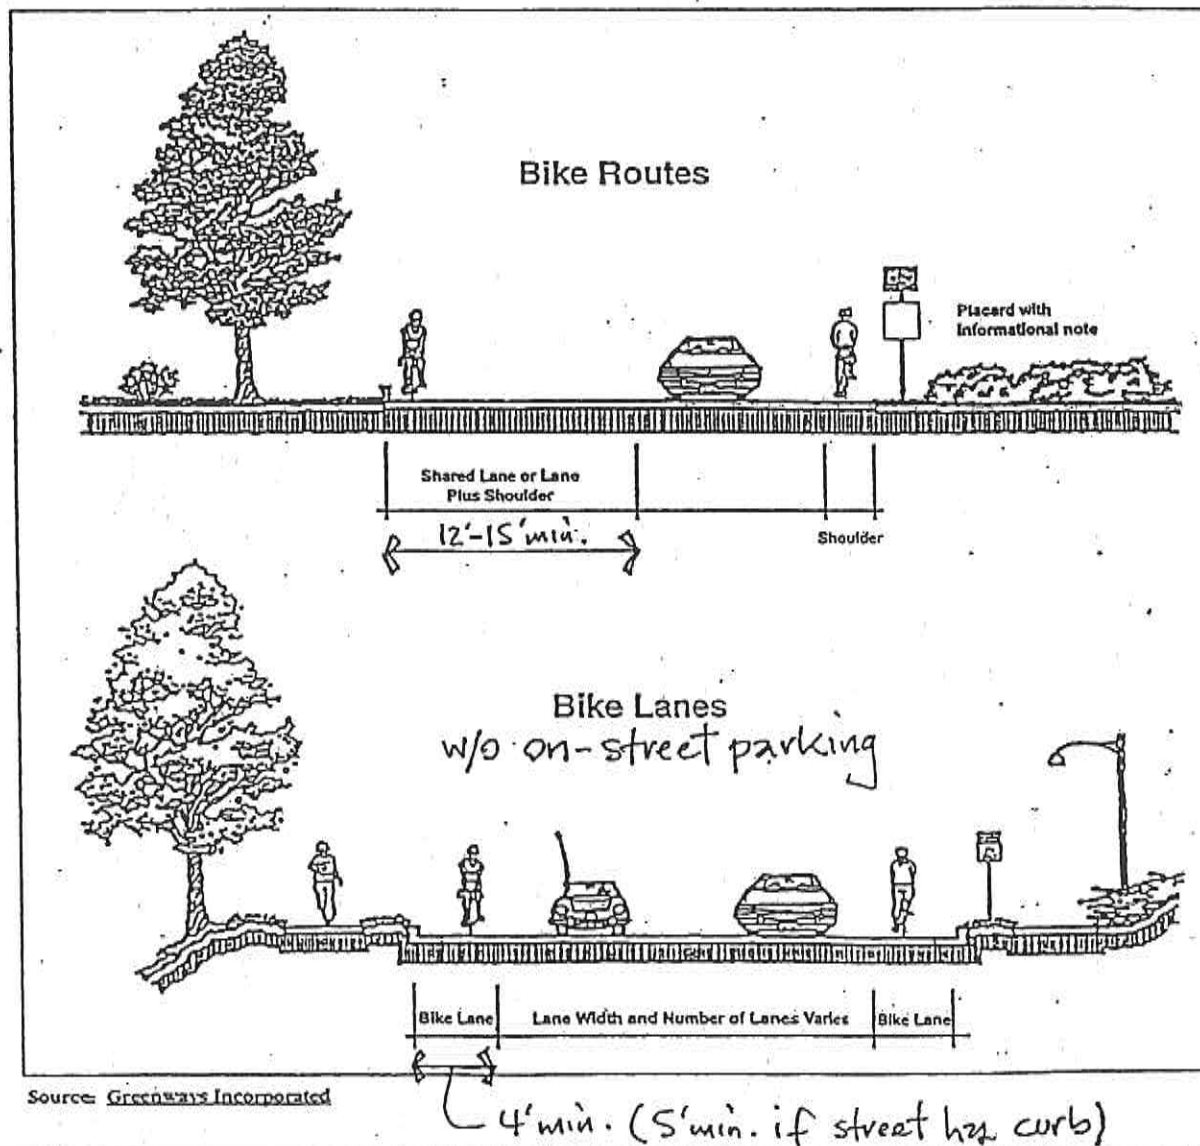 Bike Routes
Placard with
Informational note
Shared Lane or Lane
Plus Shoulder
12'-15' min.
Shoulder
Bike Lanes
w/o on-street parking
Bike Lane
Lane Width and Number of Lanes Varies
Bike Lane
Source: Greenways Incorporated
4' min. (5' min. if street has curb)